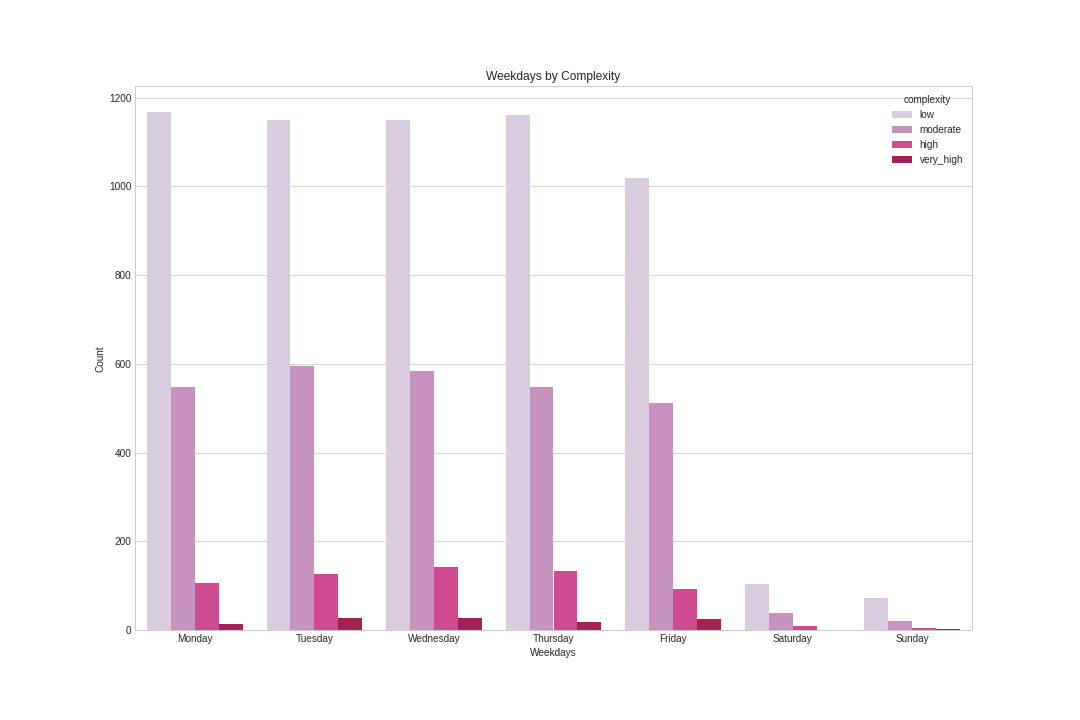 Weekdays by Complexity
complexity
low
moderate
high
very_high
1200
1000
800
600
400
200
0
Count
Monday Tuesday Wednesday Thursday Friday Saturday Sunday
Weekdays